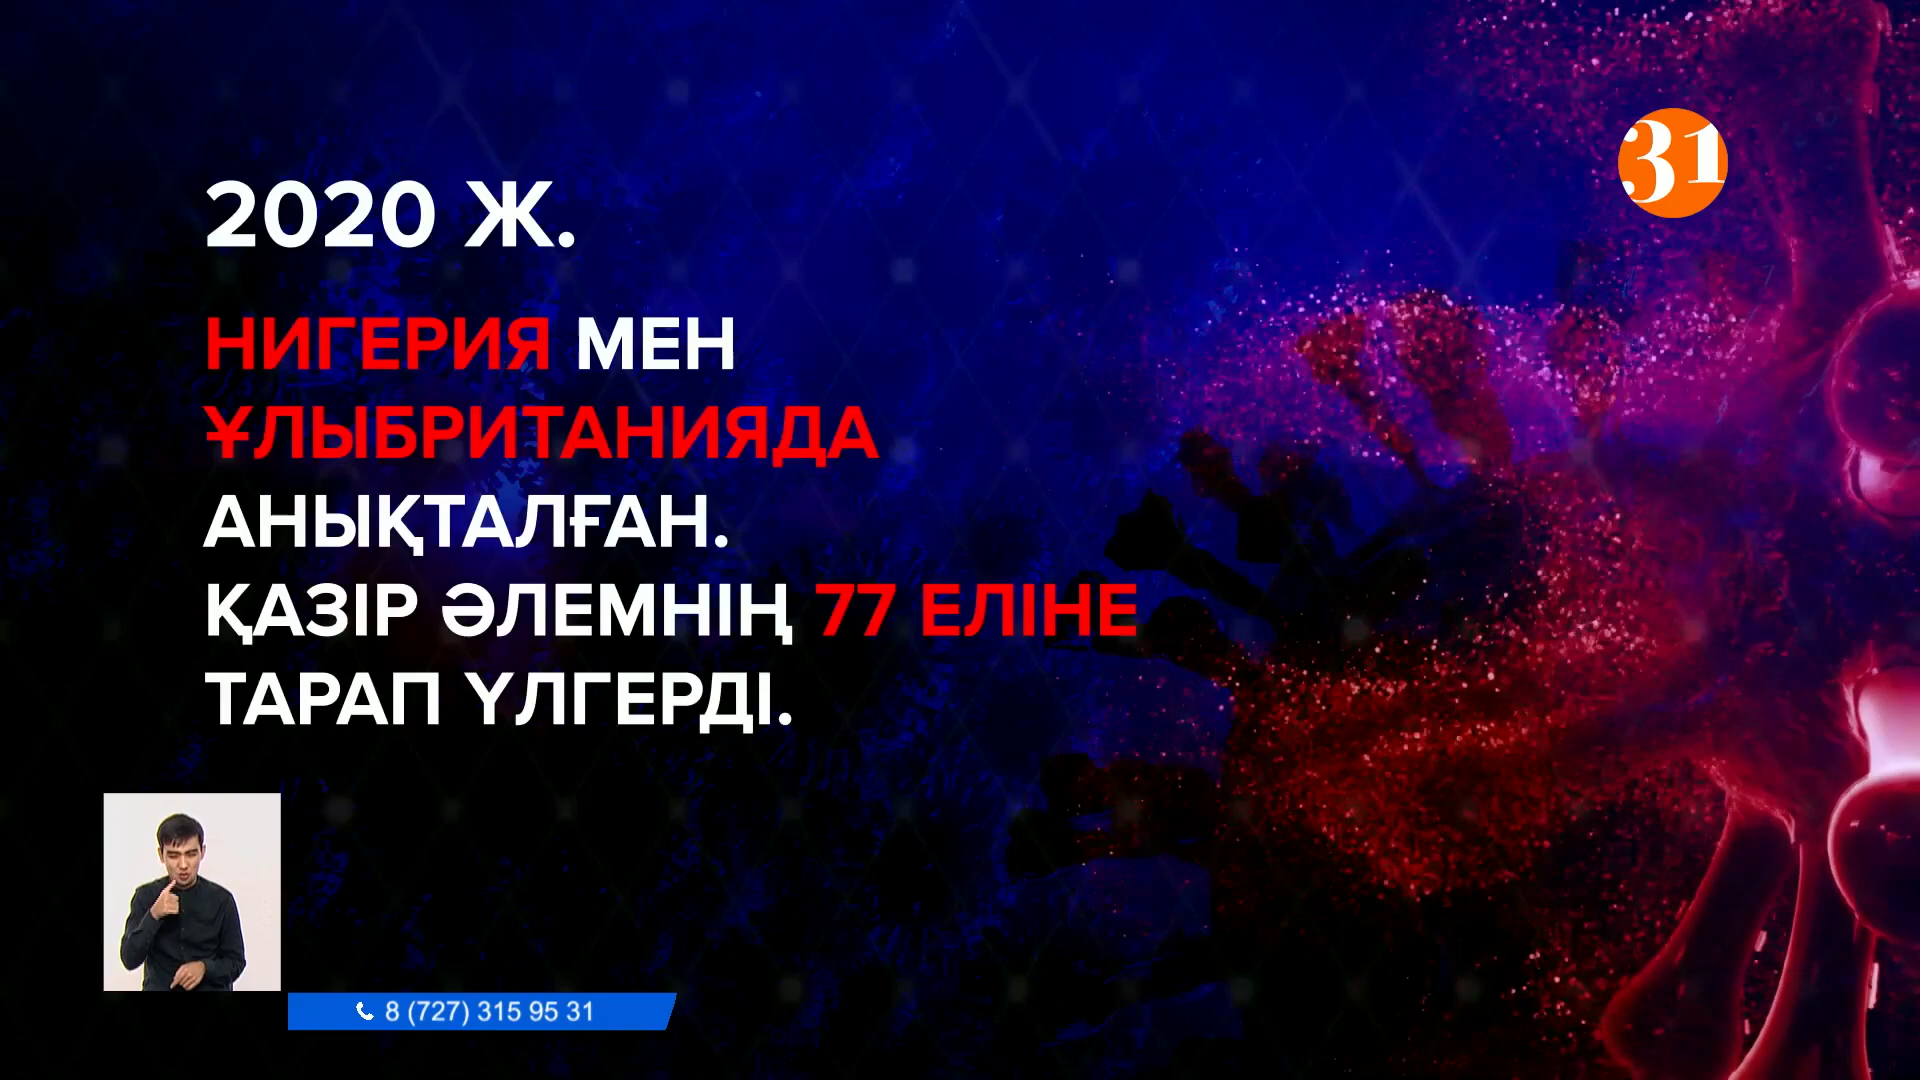 31
2020 Ж.
НИГЕРИЯ МЕН
ҰЛЫБРИТАНИЯДА
АНЫҚТАЛҒАН.
ҚАЗІР ӘЛЕМНІҢ 77 ЕЛІНЕ
ТАРАП ҮЛГЕРДІ.
8 (727) 315 95 31